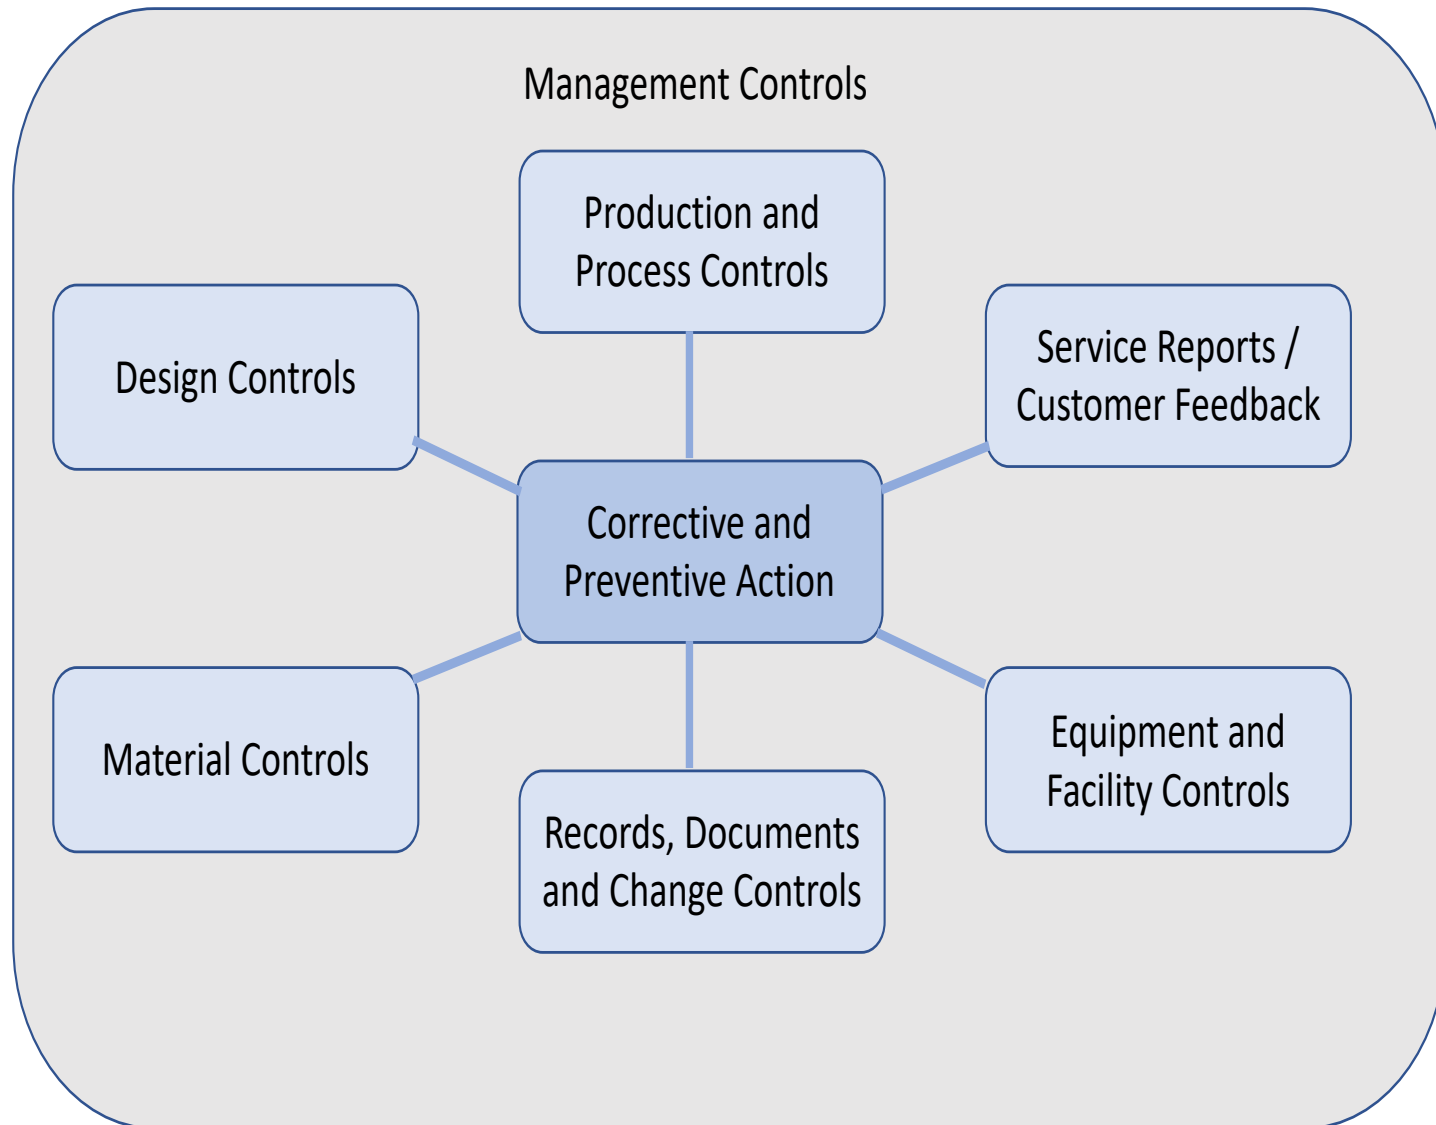 Management Controls
Production and
Process Controls
Design Controls
Service Reports /
Customer Feedback
Corrective and
Preventive Action
Material Controls
Equipment and
Facility Controls
Records, Documents
and Change Controls